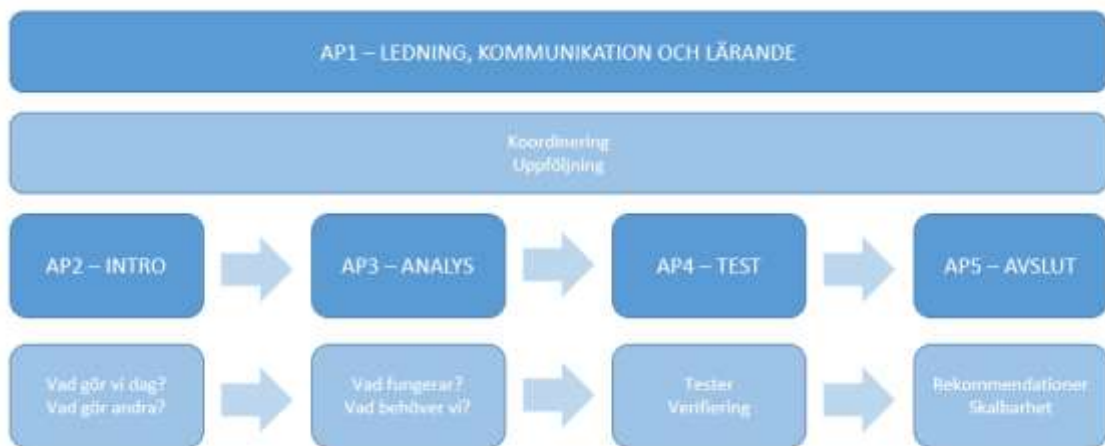 AP1 – LEDNING, KOMMUNIKATION OCH LÄRANDE
Koordinering
Uppföljning
AP2 – INTRO
AP3 – ANALYS
AP4 – TEST
AP5 – AVSLUT
Vad gör vi dag?
Vad gör andra?
Vad fungerar?
Vad behöver vi?
Tester
Verifiering
Rekommendationer
Skalbarhet